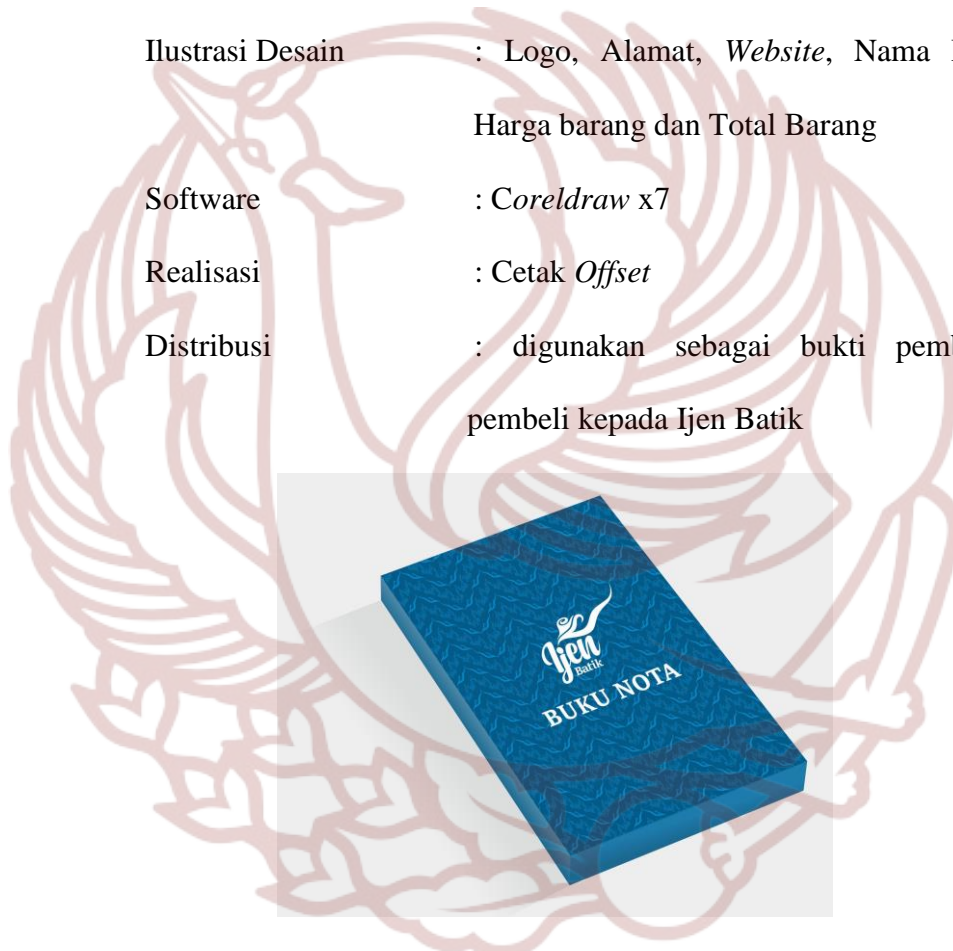 Ilustrasi Desain : Logo, Alamat, Website, Nama
Harga barang dan Total Barang
Software : Coreldraw x7
Realisasi : Cetak Offset
Distribusi : digunakan sebagai bukti
pembeli kepada Ijen Batik
Ijen
Batik
BUKU NOTA